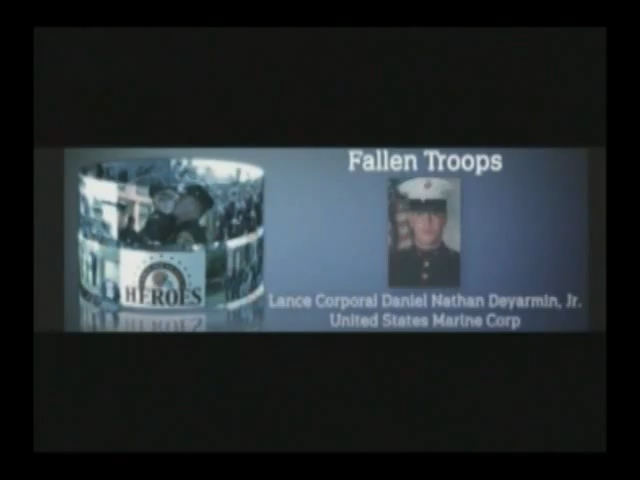 Fallen Troops
HEROES
Lance Corporal Daniel Nathan Deyarmin, Jr.
United States Marine Corp